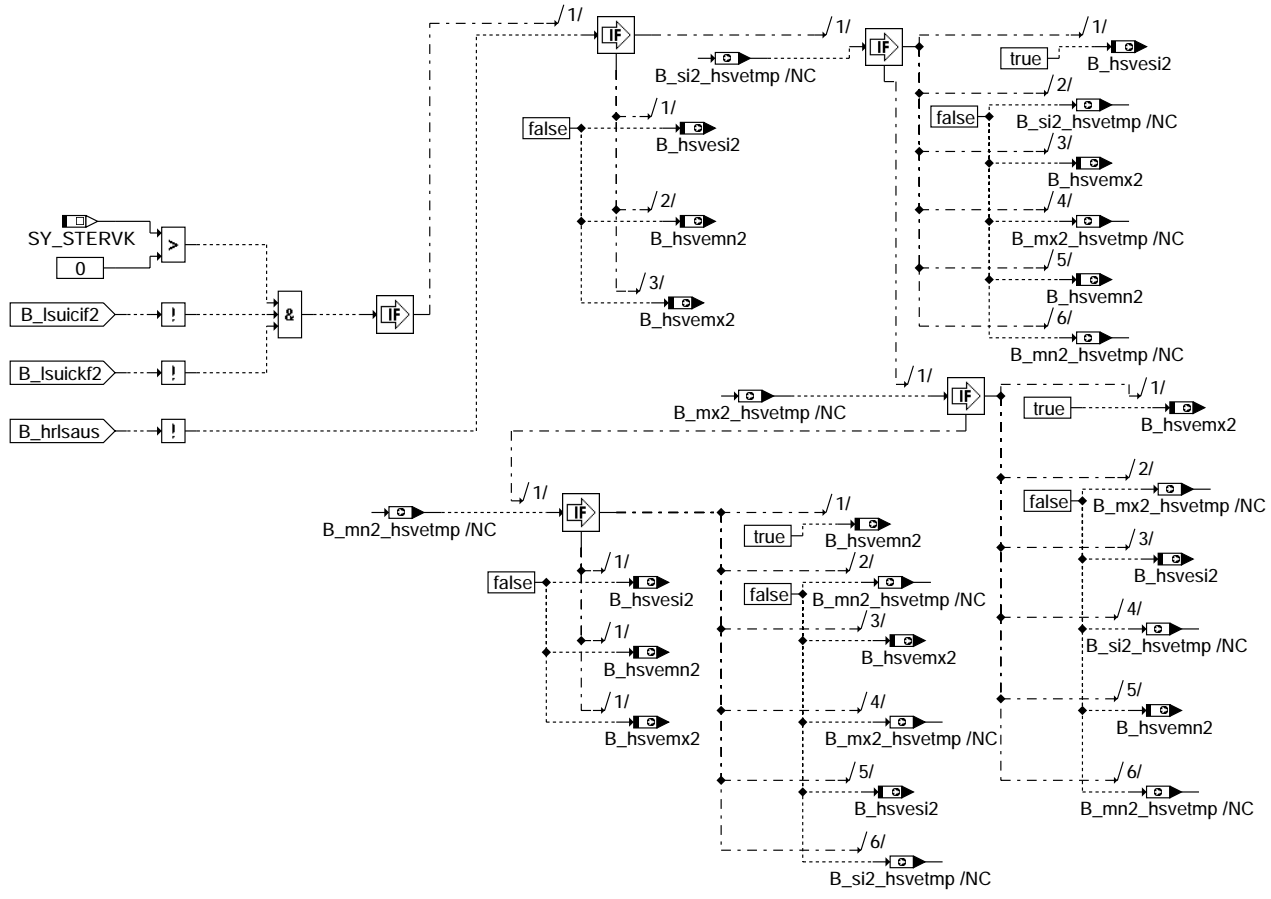 1/
IF
1/
IF
1/
true
B_hsvesi2
B_si2_hsvetmp /NC
2/
false
B_si2_hsvetmp /NC
3/
B_hsvemx2
4/
B_mx2_hsvetmp /NC
5/
B_hsvemn2
6/
B_mn2_hsvetmp /NC
1/
false
B_hsvesi2
2/
B_hsvemn2
3/
B_hsvemx2
SY_STERVK
>
0
B_lsuicif2
!
&
IF
B_lsuickf2
!
B_hrlsaus
!
1/
IF
B_mx2_hsvetmp /NC
1/
true
B_hsvemx2
2/
false
B_mx2_hsvetmp /NC
3/
B_hsvesi2
4/
B_si2_hsvetmp /NC
5/
B_hsvemn2
6/
B_mn2_hsvetmp /NC
1/
IF
B_mn2_hsvetmp /NC
1/
false
B_hsvesi2
1/
B_hsvemn2
1/
B_hsvemx2
1/
true
B_hsvemn2
2/
false
B_mn2_hsvetmp /NC
3/
B_hsvemx2
4/
B_mx2_hsvetmp /NC
5/
B_hsvesi2
6/
B_si2_hsvetmp /NC